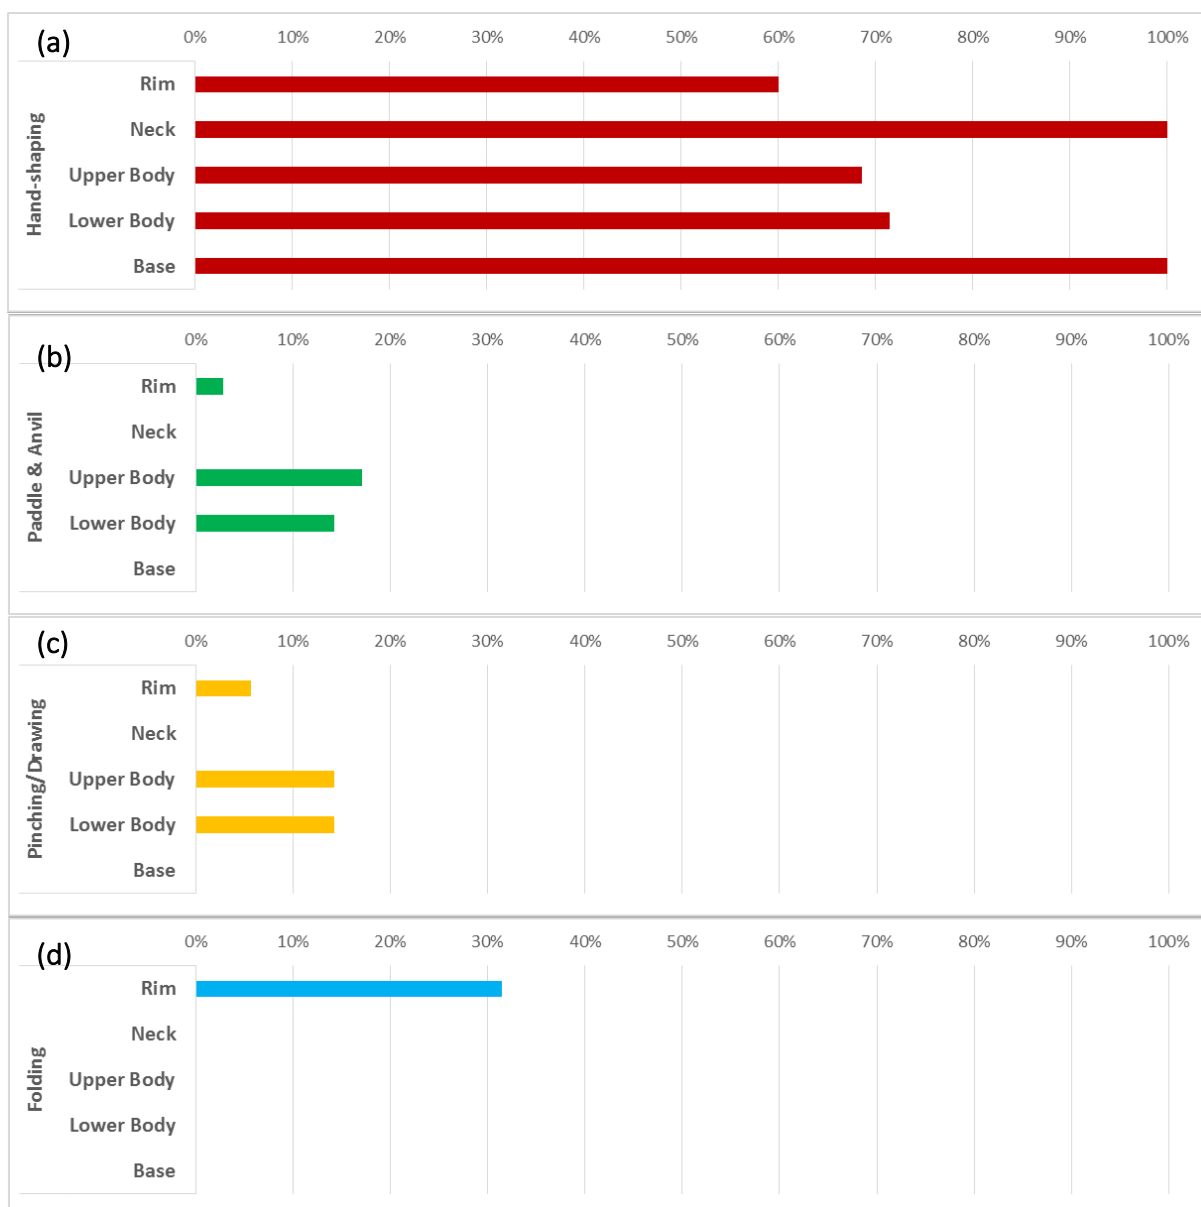 (a)
0% 10% 20% 30% 40% 50% 60% 70% 80% 90% 100%
Hand-shaping
Rim
Neck
Upper Body
Lower Body
Base
(b)
0% 10% 20% 30% 40% 50% 60% 70% 80% 90% 100%
Paddle & Anvil
Rim
Neck
Upper Body
Lower Body
Base
(c)
0% 10% 20% 30% 40% 50% 60% 70% 80% 90% 100%
Pinching/Drawing
Rim
Neck
Upper Body
Lower Body
Base
(d)
0% 10% 20% 30% 40% 50% 60% 70% 80% 90% 100%
Folding
Rim
Neck
Upper Body
Lower Body
Base